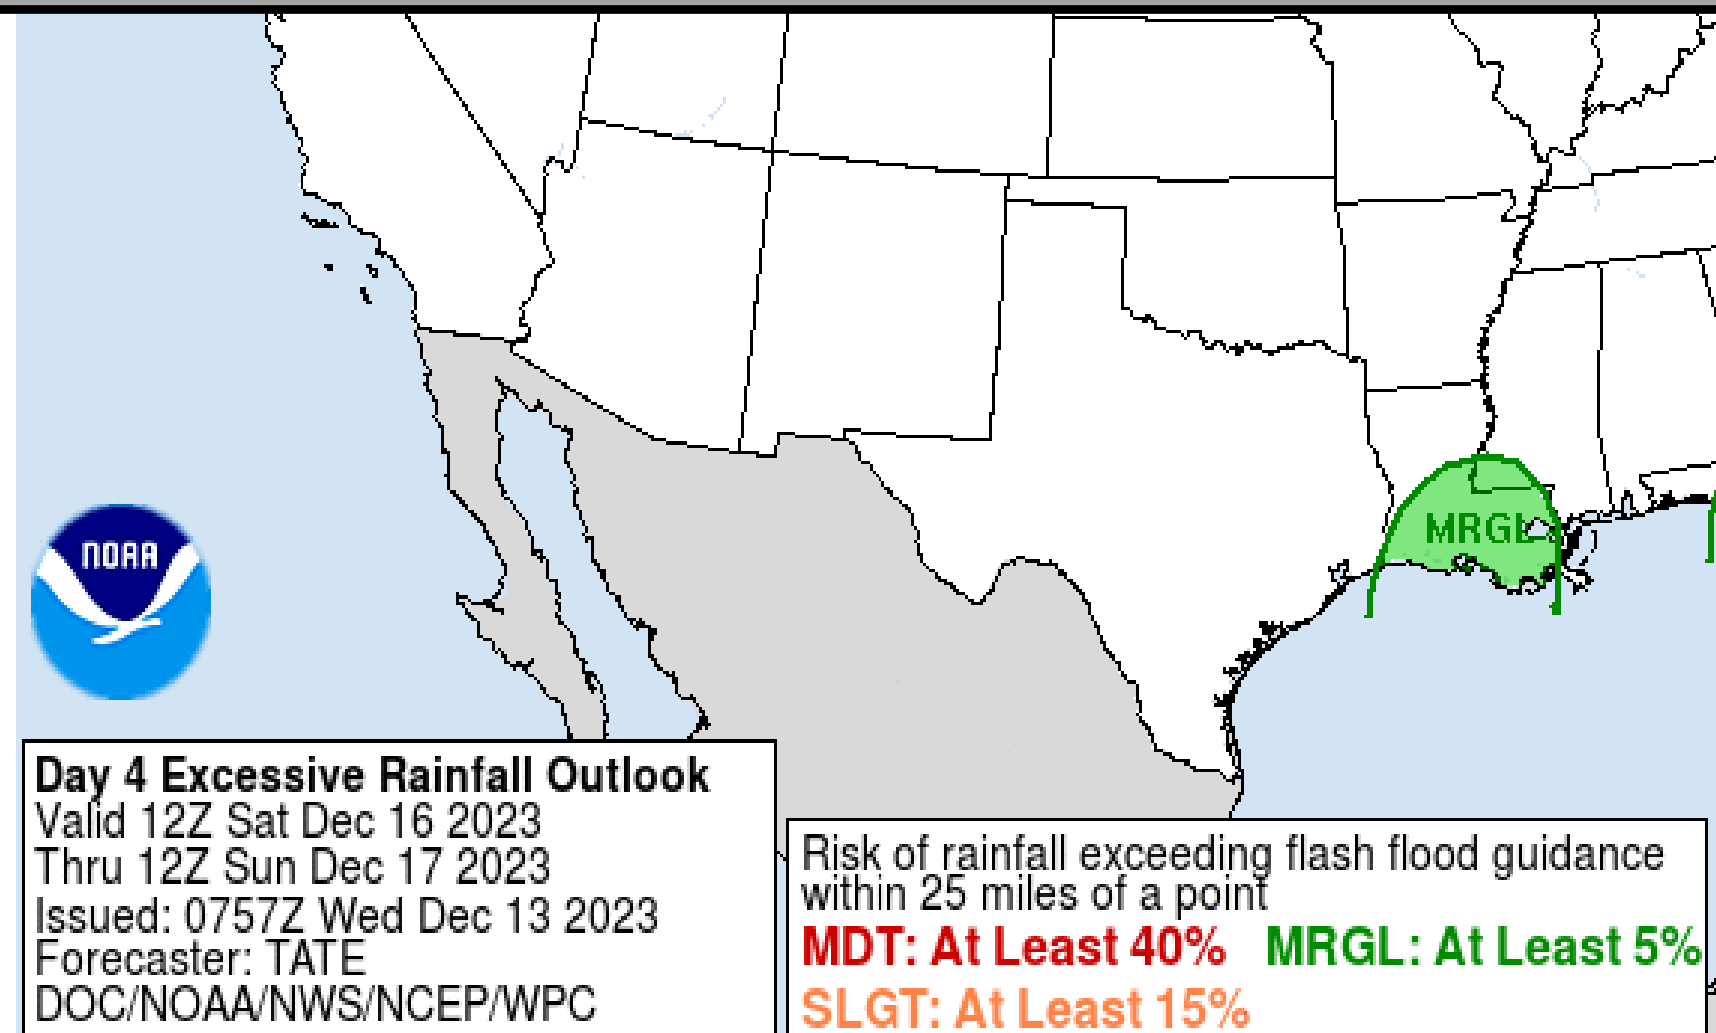 MRGL
NOAA
Day 4 Excessive Rainfall Outlook
Valid 12Z Sat Dec 16 2023
Thru 12Z Sun Dec 17 2023
Issued: 0757Z Wed Dec 13 2023
Forecaster: TATE
DOC/NOAA/NWS/NCEP/WPC
Risk of rainfall exceeding flash flood guidance
within 25 miles of a point
MDT: At Least 40% MRGL: At Least 5%
SLGT: At Least 15%